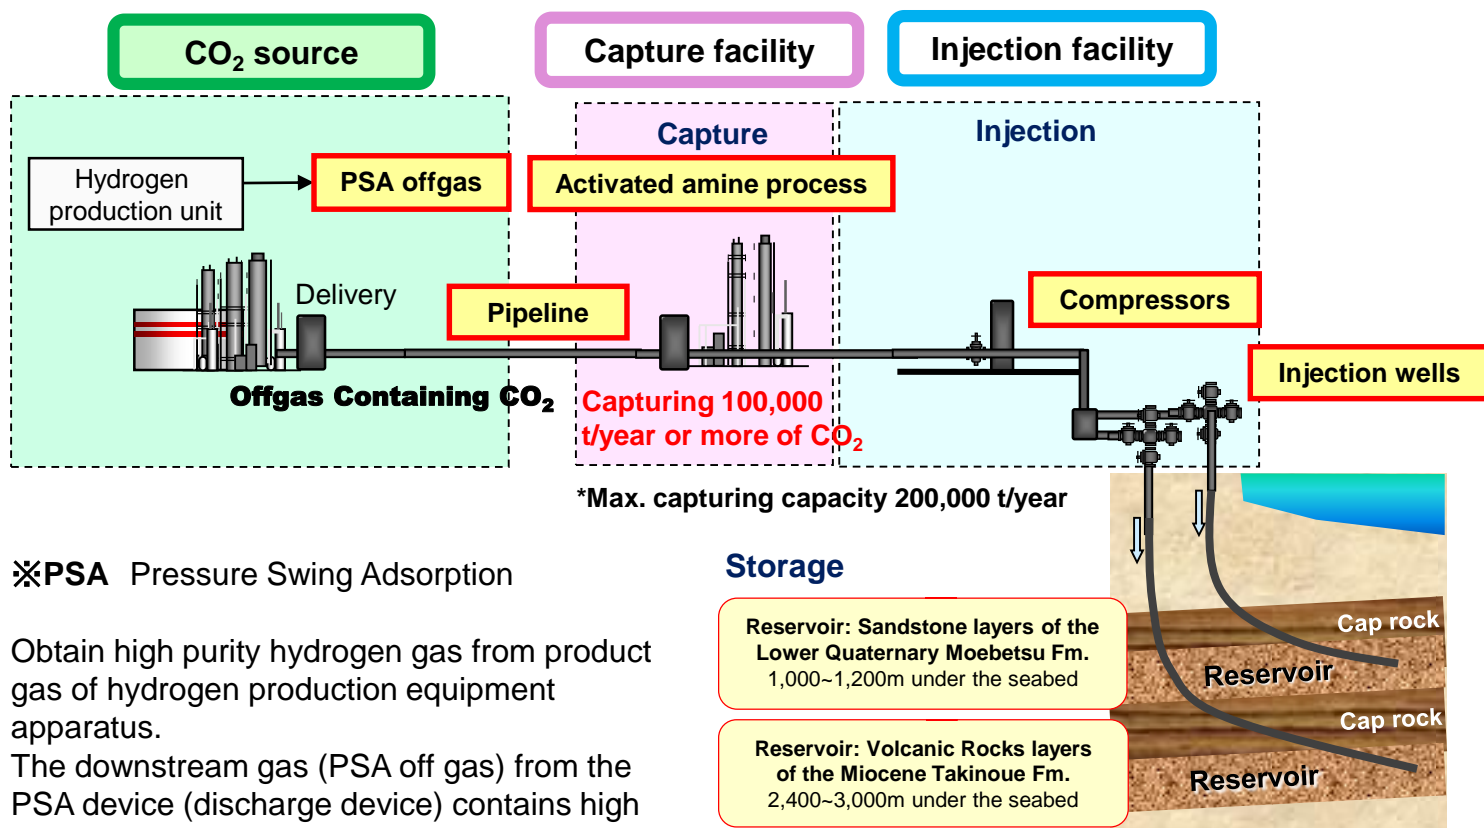 CO₂ source
Capture facility
Injection facility
Capture
Injection
Hydrogen
production unit
PSA offgas
Activated amine process
Delivery
Pipeline
Compressors
Injection wells
Offgas Containing CO₂
Capturing 100,000
t/year or more of CO₂
*Max. capturing capacity 200,000 t/year
※PSA Pressure Swing Adsorption
Obtain high purity hydrogen gas from product
gas of hydrogen production equipment
apparatus.
The downstream gas (PSA off gas) from the
PSA device (discharge device) contains high
Storage
Reservoir: Sandstone layers of the
Lower Quaternary Moebetsu Fm.
1,000~1,200m under the seabed
Reservoir: Volcanic Rocks layers
of the Miocene Takinoue Fm.
2,400~3,000m under the seabed
Cap rock
Reservoir
Cap rock
Reservoir